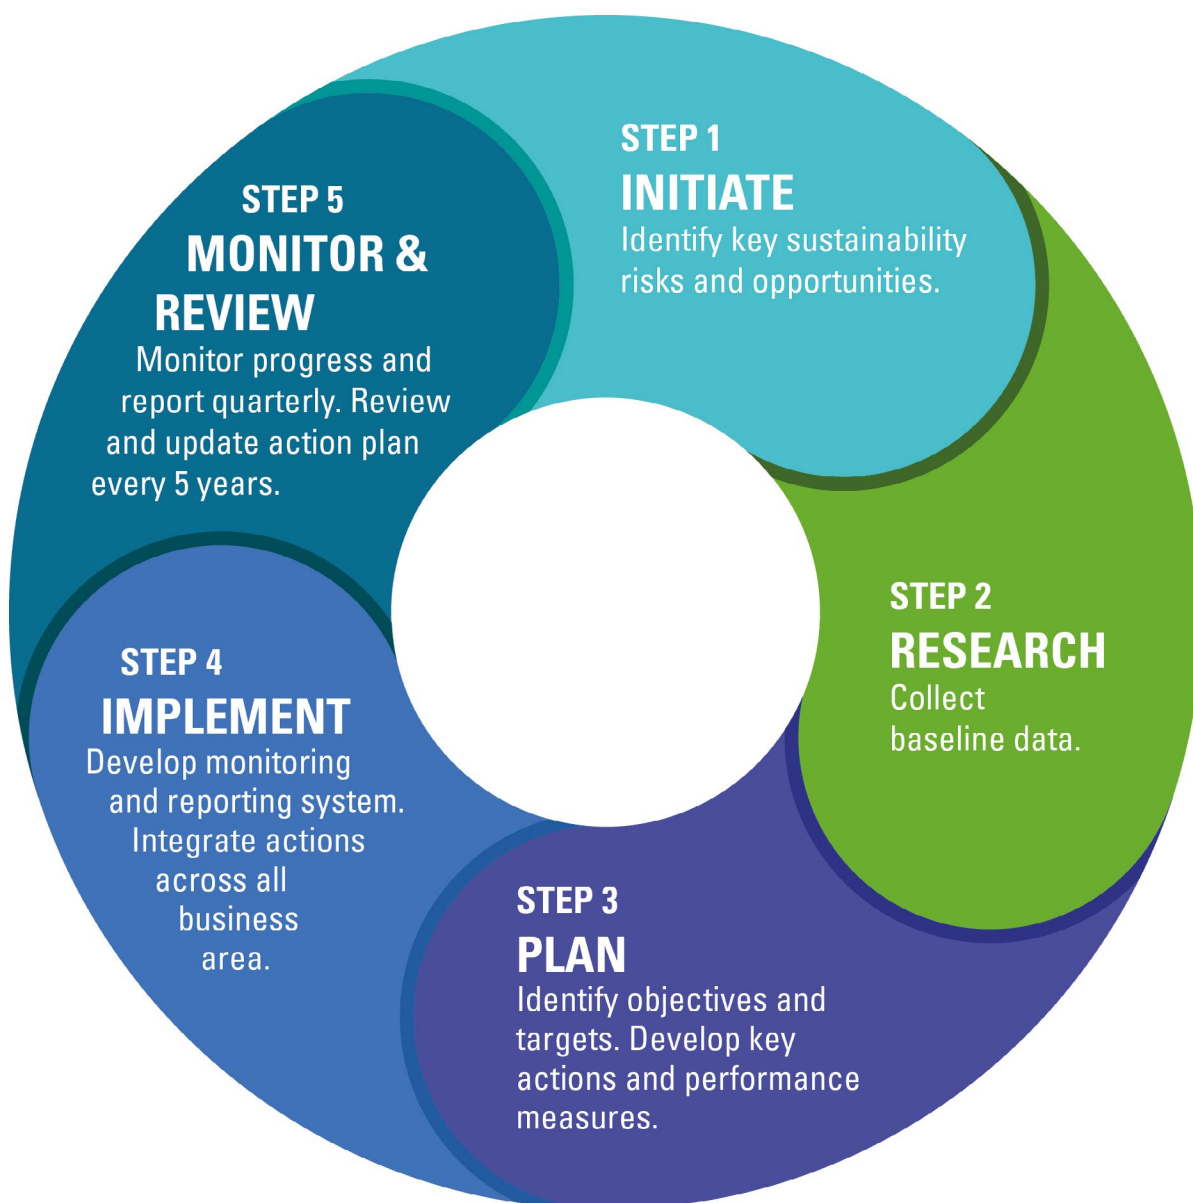 STEP 1
INITIATE
Identify key sustainability
risks and opportunities.
STEP 2
RESEARCH
Collect
baseline data.
STEP 3
PLAN
Identify objectives and
targets. Develop key
actions and performance
measures.
STEP 4
IMPLEMENT
Develop monitoring
and reporting system.
Integrate actions
across all
business
area.
STEP 5
MONITOR &
REVIEW
Monitor progress and
report quarterly. Review
and update action plan
every 5 years.